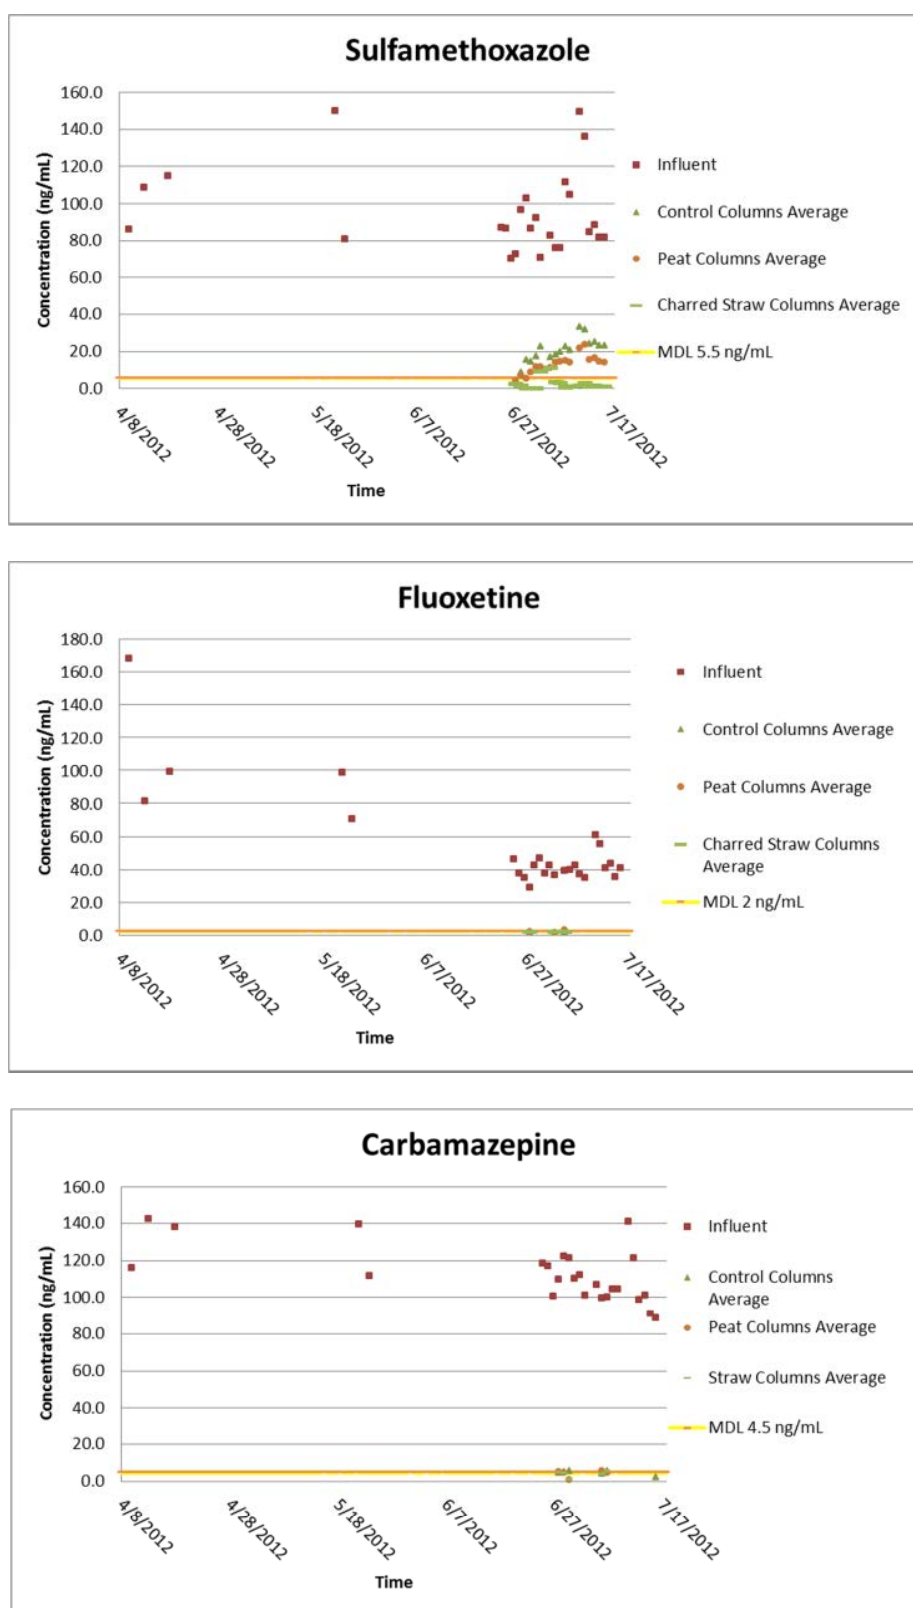 Sulfamethoxazole
Concentration (ng/mL)
160.0
140.0
120.0
100.0
80.0
60.0
40.0
20.0
0.0
4/8/2012
4/28/2012
5/18/2012
6/7/2012
6/27/2012
7/17/2012
Time
Influent
Control Columns Average
Peat Columns Average
Charred Straw Columns Average
MDL 5.5 ng/mL
Fluoxetine
Concentration (ng/mL)
180.0
160.0
140.0
120.0
100.0
80.0
60.0
40.0
20.0
0.0
4/8/2012
4/28/2012
5/18/2012
6/7/2012
6/27/2012
7/17/2012
Time
Influent
Control Columns Average
Peat Columns Average
Charred Straw Columns
Average
MDL 2 ng/mL
Carbamazepine
Concentration (ng/mL)
160.0
140.0
120.0
100.0
80.0
60.0
40.0
20.0
0.0
4/8/2012
4/28/2012
5/18/2012
6/7/2012
6/27/2012
7/17/2012
Time
Influent
Control Columns
Average
Peat Columns Average
Straw Columns Average
MDL 4.5 ng/mL